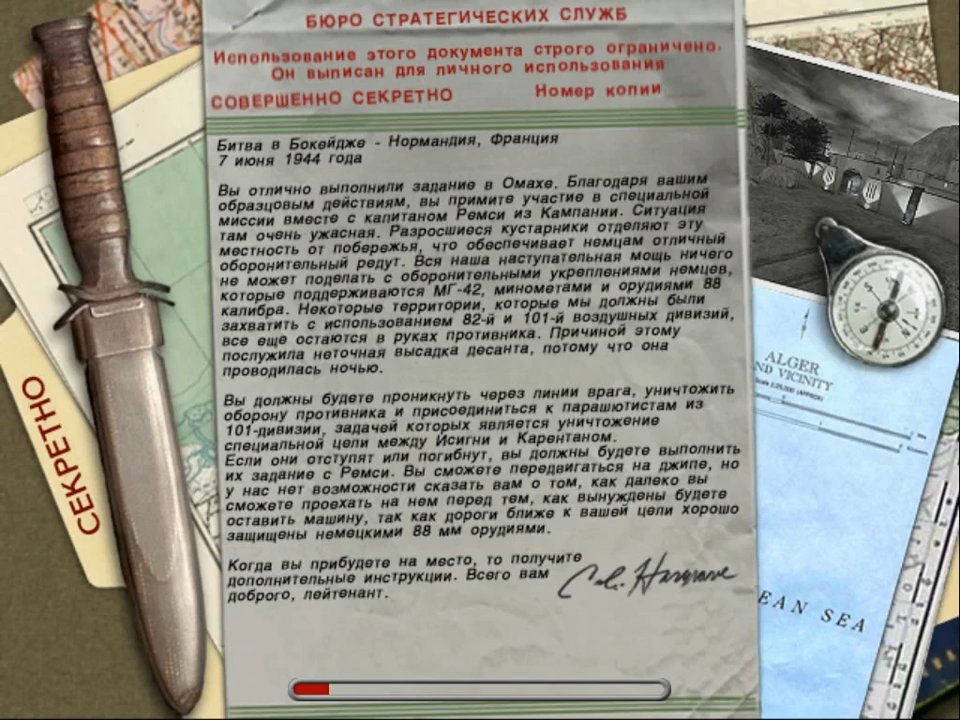 БЮРО СТРАТЕГИЧЕСКИХ СЛУЖБ
Использование этого документа строго ограничено.
Он выписан для личного использования
СОВЕРШЕННО СЕКРЕТНО Номер копии
Битва в Бокейдже - Нормандия, Франция
7 июня 1944 года
Вы отлично выполнили задание в Омахе. Благодаря вашим
образцовым действиям, вы примите участие в специальной
миссии вместе с капитаном Ремси из Кампании. Ситуация
там очень ужасная. Разросшиеся кустарники отделяют эту
местность от побережья, что обеспечивает немцам отличный
оборонительный редут. Вся наша наступательная мощь ничего
не может поделать с оборонительными укреплениями немцев,
которые поддерживаются МГ-42, минометами и орудиями 88
калибра. Некоторые территории, которые мы должны были
захватить с использованием 82-й и 101-й воздушных дивизий,
все еще остаются в руках противника. Причиной этому
послужила неточная высадка десанта, потому что она
проводилась ночью.
Вы должны будете проникнуть через линии врага, уничтожить
оборону противника и присоединиться к парашютистам из
101-дивизии, задачей которых является уничтожение
специальной цели между Исигни и Карентаном.
Если они отступят или погибнут, вы должны будете выполнить
их задание с Ремси. Вы сможете передвигаться на джипе, но
у нас нет возможности сказать вам о том, как далеко вы
сможете проехать на нем перед тем, как вынуждены будете
оставить машину, так как дороги ближе к вашей цели хорошо
защищены немецкими 88 мм орудиями.
Когда вы прибудете на место, то получите
дополнительные инструкции. Всего вам
доброго, лейтенант.
Col. Hargrove
СЕКРЕТНО
ALGER
ND VICINITY
EAN SEA